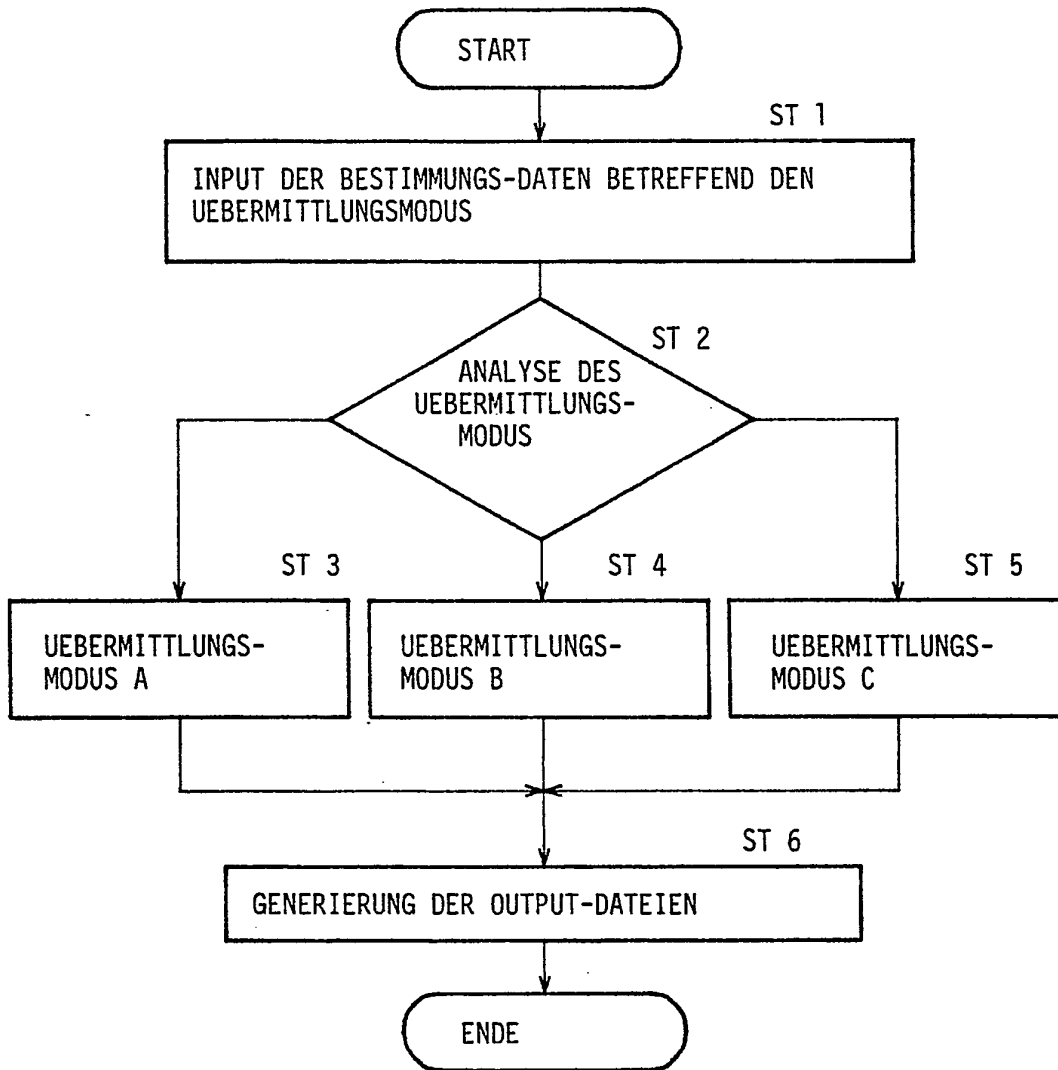 START
ST 1
INPUT DER BESTIMMUNGS-DATEN BETREFFEND DEN
UEBERMITTLUNGSMODUS
ST 2
ANALYSE DES
UEBERMITTLUNGS-
MODUS
ST 3
UEBERMITTLUNGS-
MODUS A
ST 4
UEBERMITTLUNGS-
MODUS B
ST 5
UEBERMITTLUNGS-
MODUS C
ST 6
GENERIERUNG DER OUTPUT-DATEIEN
ENDE